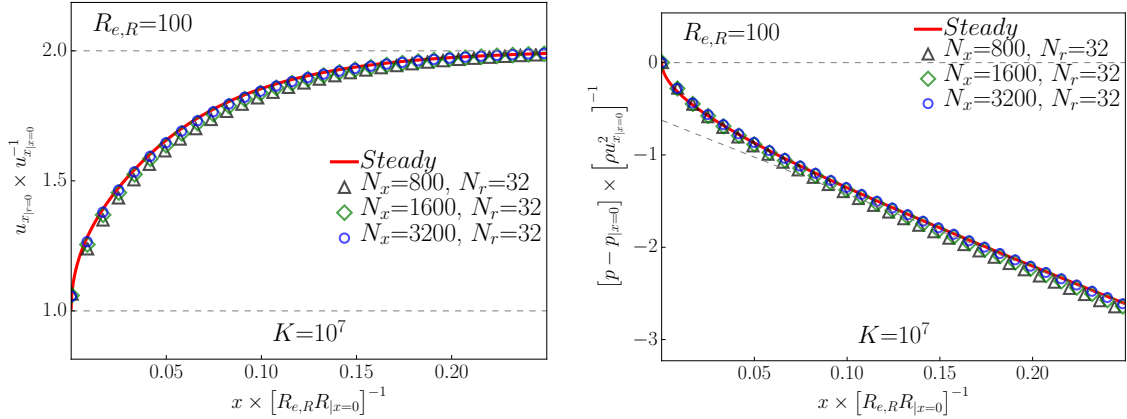 R_{e,R}=100
2.0
1.5
1.0
Steady
N_x=800, N_r=32
N_x=1600, N_r=32
N_x=3200, N_r=32
K=10^7
0.05 0.10 0.15 0.20
x × [R_{e,R}R_{|x=0}]^{-1}
u_{x|r=0} × u_{x|x=0}^{-1}
R_{e,R}=100
Steady
N_x=800, N_r=32
N_x=1600, N_r=32
N_x=3200, N_r=32
0
−1
−2
−3
K=10^7
0.05 0.10 0.15 0.20
x × [R_{e,R}R_{|x=0}]^{-1}
[p − p_{|x=0}] × [ρu^2_{x|x=0}]^{-1}